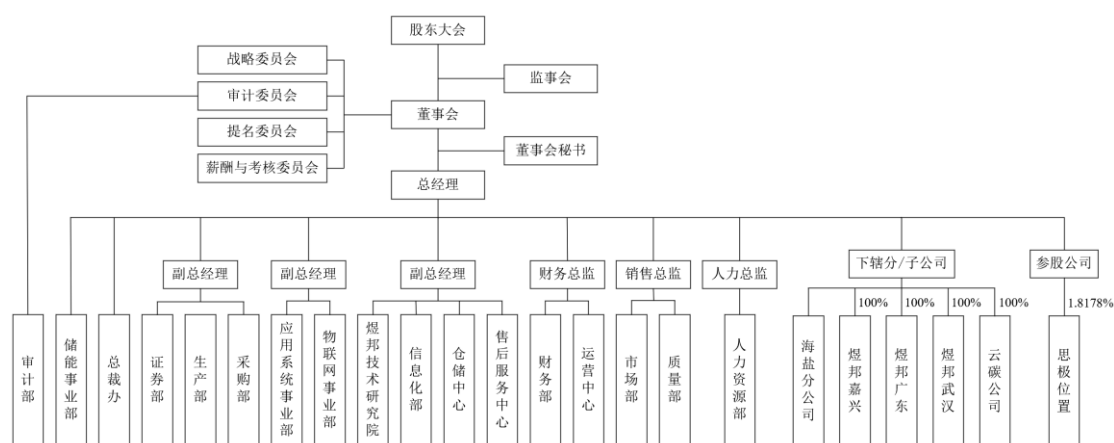 股东大会
战略委员会
监事会
审计委员会
董事会
提名委员会
董事会秘书
薪酬与考核委员会
总经理
副总经理
副总经理
副总经理
财务总监
销售总监
人力总监
下辖分/子公司
参股公司
100%
100%
100%
100%
1.8178%
审计部
储能事业部
总裁办
证券部
生产部
采购部
应用系统事业部
物联网事业部
煜邦技术研究院
信息化部
仓储中心
售后服务中心
财务部
运营中心
市场部
质量部
人力资源部
海盐分公司
煜邦嘉兴
煜邦广东
煜邦武汉
云碳公司
思极位置